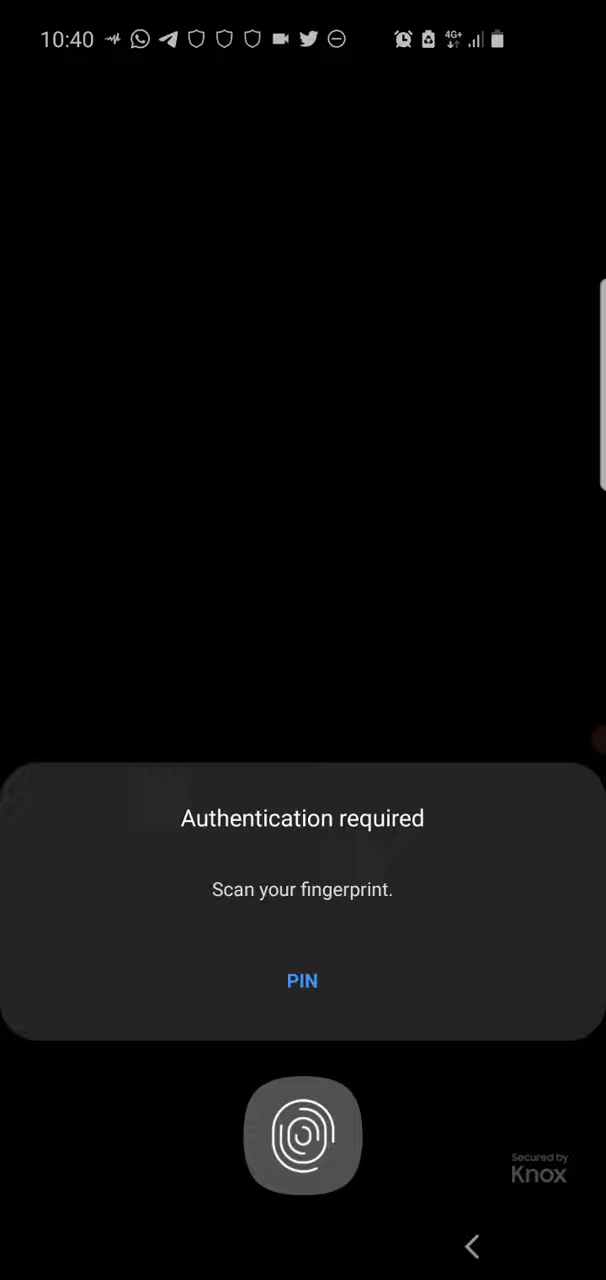 10:40
4G+
Authentication required
Scan your fingerprint.
PIN
Secured by
Knox